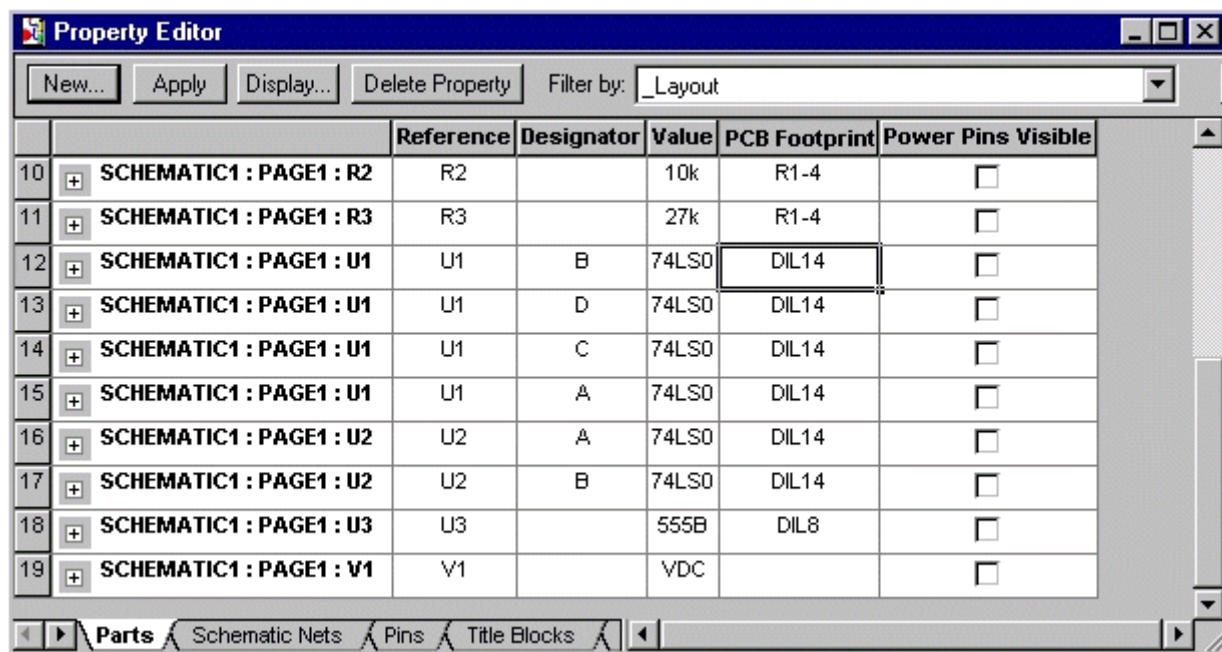 Property Editor
New... Apply Display... Delete Property Filter by: _Layout
Reference Designator Value PCB Footprint Power Pins Visible
10 SCHEMATIC1 : PAGE1 : R2 R2 10k R1-4
11 SCHEMATIC1 : PAGE1 : R3 R3 27k R1-4
12 SCHEMATIC1 : PAGE1 : U1 U1 B 74LS0 DIL14
13 SCHEMATIC1 : PAGE1 : U1 U1 D 74LS0 DIL14
14 SCHEMATIC1 : PAGE1 : U1 U1 C 74LS0 DIL14
15 SCHEMATIC1 : PAGE1 : U1 U1 A 74LS0 DIL14
16 SCHEMATIC1 : PAGE1 : U2 U2 A 74LS0 DIL14
17 SCHEMATIC1 : PAGE1 : U2 U2 B 74LS0 DIL14
18 SCHEMATIC1 : PAGE1 : U3 U3 555B DIL8
19 SCHEMATIC1 : PAGE1 : V1 V1 VDC
Parts Schematic Nets Pins Title Blocks